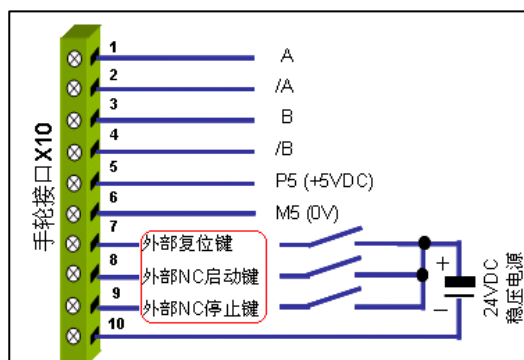 手轮接口X10
1 A
2 /A
3 B
4 /B
5 P5 (+5VDC)
6 M5 (0V)
7 外部复位键
8 外部NC启动键
9 外部NC停止键
10
+
−
24VDC
稳压电源